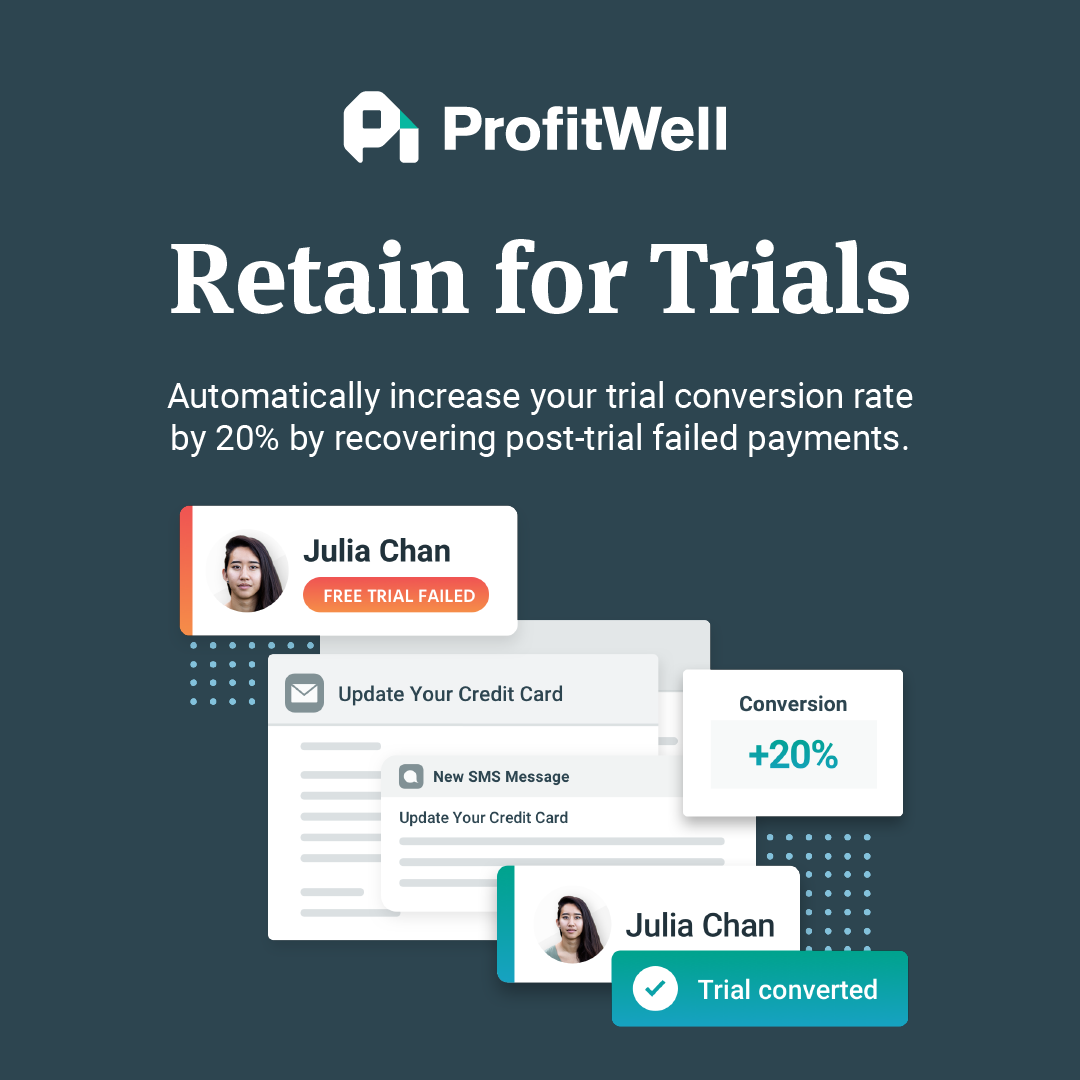 ProfitWell
Retain for Trials
Automatically increase your trial conversion rate
by 20% by recovering post-trial failed payments.
Julia Chan
FREE TRIAL FAILED
Update Your Credit Card
Conversion
+20%
New SMS Message
Update Your Credit Card
Julia Chan
Trial converted